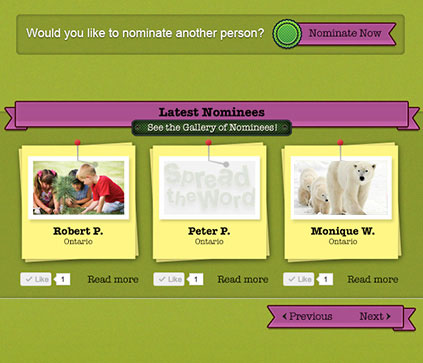 Would you like to nominate another person?
Nominate Now
Latest Nominees
See the Gallery of Nominees!
Spread
the Word
Robert P.
Ontario
Peter P.
Ontario
Monique W.
Ontario
Like 1
Read more
Like 1
Read more
Like 1
Read more
Previous
Next